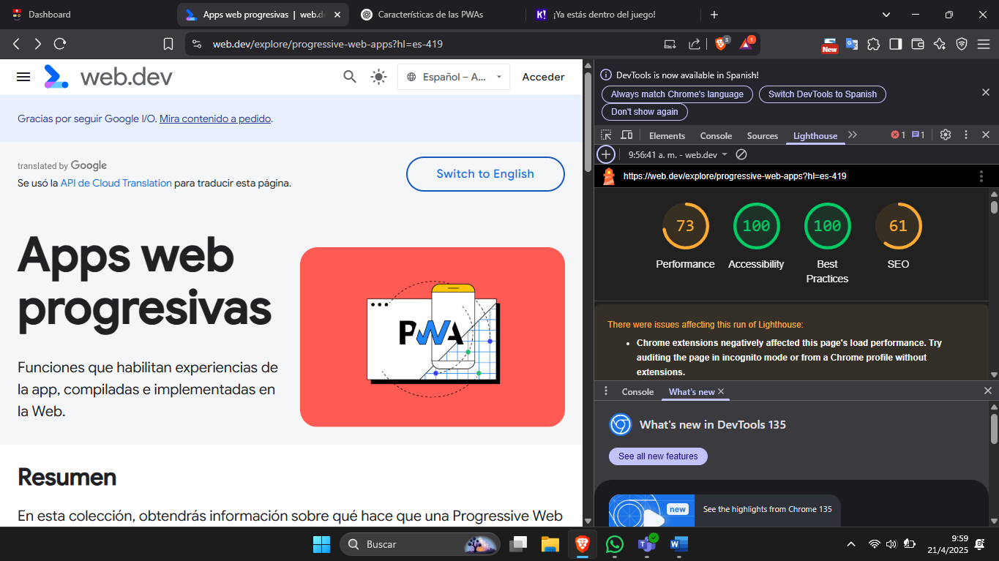 Dashboard
Apps web progresivas | web.d
Características de las PWAs
K!
¡Ya estás dentro del juego!
web.dev/explore/progressive-web-apps?hl=es-419
3
1
New
web.dev
Español – A...
Acceder
Gracias por seguir Google I/O. Mira contenido a pedido.
translated by Google
Se usó la API de Cloud Translation para traducir esta página.
Switch to English
Apps web
progresivas
Funciones que habilitan experiencias de
la app, compiladas e implementadas en
la Web.
PWA
Resumen
En esta colección, obtendrás información sobre qué hace que una Progressive Web
DevTools is now available in Spanish!
Always match Chrome's language
Switch DevTools to Spanish
Don't show again
Elements
Console
Sources
Lighthouse
1
1
9:56:41 a. m. - web.dev
https://web.dev/explore/progressive-web-apps?hl=es-419
73
100
100
61
Performance
Accessibility
Best
Practices
SEO
There were issues affecting this run of Lighthouse:
• Chrome extensions negatively affected this page's load performance. Try
auditing the page in incognito mode or from a Chrome profile without
extensions.
Console
What's new
What's new in DevTools 135
See all new features
new
See the highlights from Chrome 135
Buscar
9:59
21/4/2025